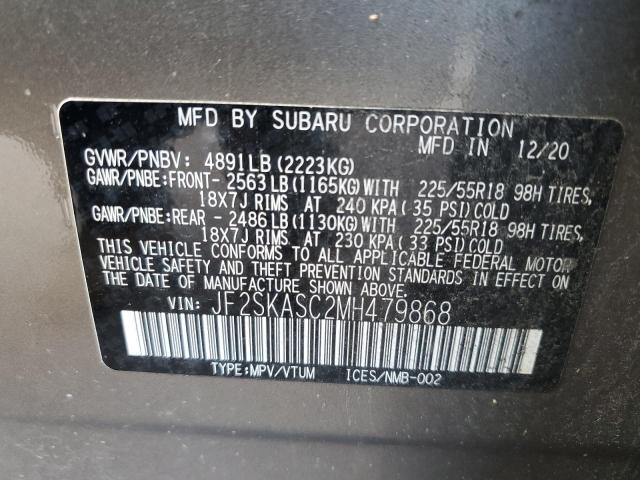 MFD BY SUBARU CORPORATION
MFD IN 12/20
GVWR/PNBV: 4891LB (2223KG)
GAWR/PNBE:FRONT- 2563LB (1165KG)WITH 225/55R18 98H TIRES,
18X7J RIMS AT 240 KPA( 35 PSI)COLD
GAWR/PNBE:REAR - 2486LB (1130KG)WITH 225/55R18 98H TIRES,
18X7J RIMS AT 230 KPA( 33 PSI)COLD
THIS VEHICLE CONFORMS TO ALL APPLICABLE FEDERAL MOTOR
VEHICLE SAFETY AND THEFT PREVENTION STANDARDS IN EFFECT ON
THE DATE OF MANUFACTURE SHOWN ABOVE.
VIN: JF2SKASC2MH479868
TYPE:MPV/VTUM ICES/NMB-002